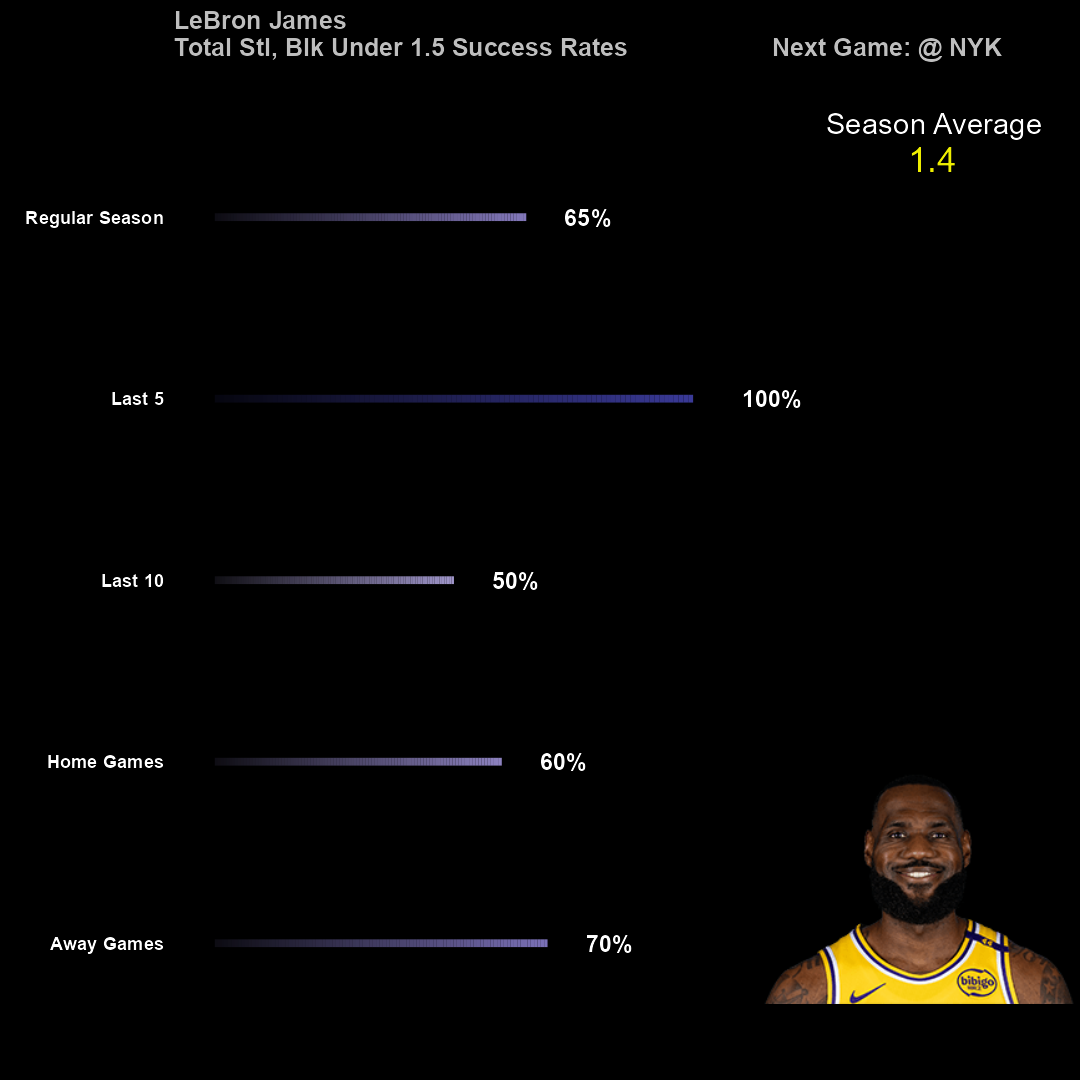 LeBron James
Total Stl, Blk Under 1.5 Success Rates
Next Game: @ NYK
Season Average
1.4
Regular Season 65%
Last 5 100%
Last 10 50%
Home Games 60%
Away Games 70%
bibigo